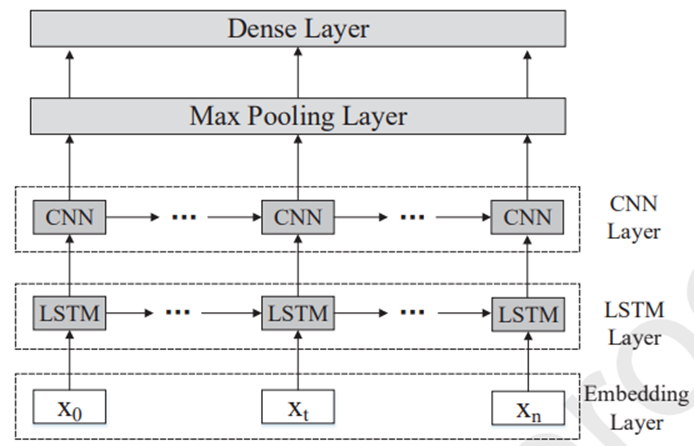 Dense Layer
Max Pooling Layer
CNN ... CNN ... CNN
CNN
Layer
LSTM ... LSTM ... LSTM
LSTM
Layer
x₀ xₜ xₙ
Embedding
Layer